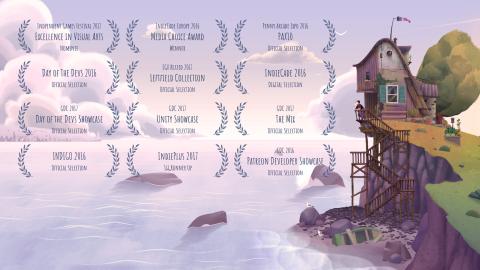 Independent Games Festival 2017
Excellence in Visual Arts
Nominee
IndieCade Europe 2016
Media Choice Award
Winner
Penny Arcade Expo 2016
PAX10
Official Selection
Day of the Devs 2016
Official Selection
EGX Rezzed 2017
Leftfield Collection
Official Selection
IndieCade 2016
Digital Selection
GDC 2017
Day of the Devs Showcase
Official Selection
GDC 2017
Unity Showcase
Official Selection
GDC 2017
The Mix
Official Selection
INDIGO 2016
Official Selection
IndiePlus 2017
Runner Up
GDC 2016
Patreon Developer Showcase
Official Selection